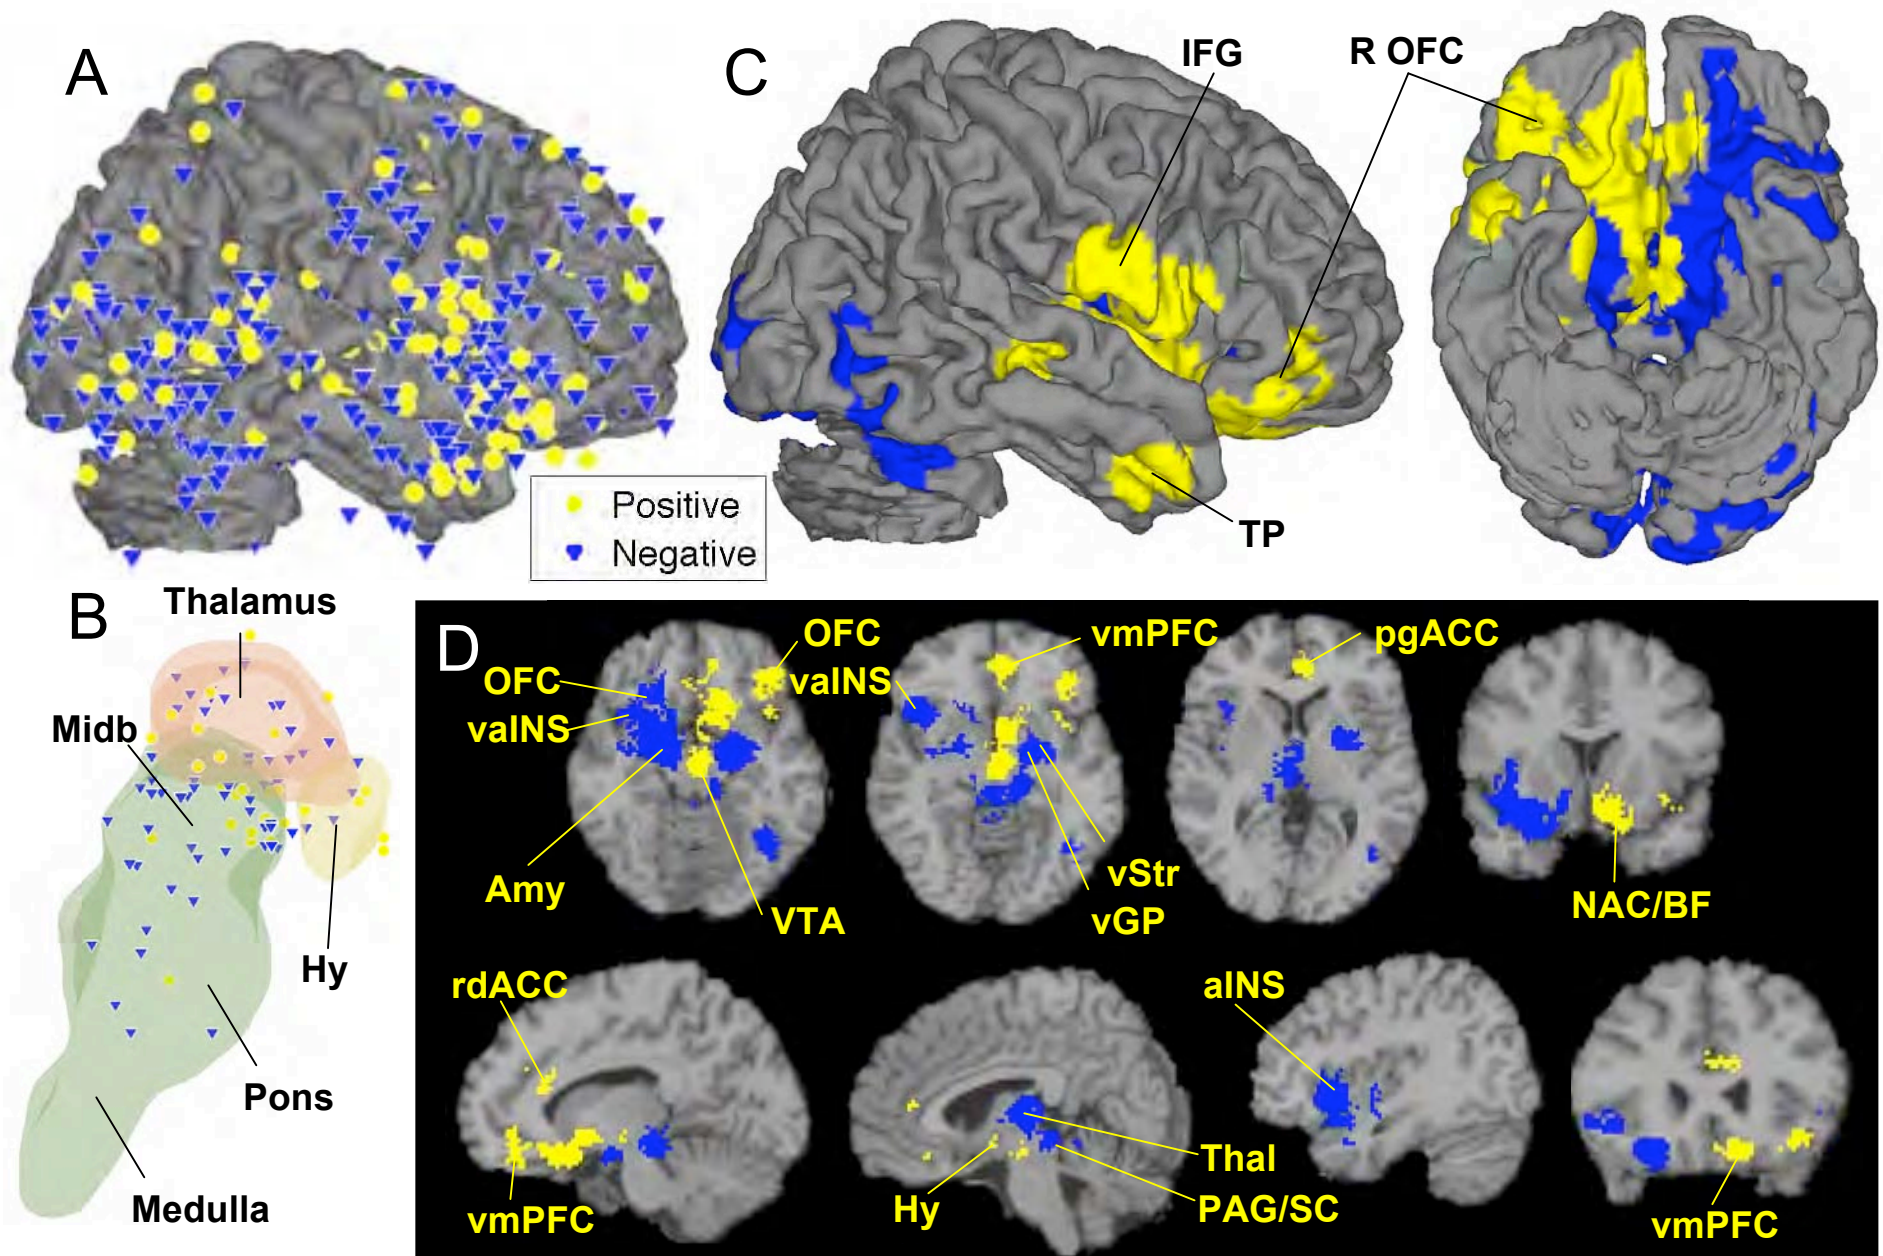 A
Positive
Negative
C
IFG
R OFC
TP
B
Thalamus
Midb
Hy
Pons
Medulla
D
OFC
vaINS
Amy
OFC
VTA
vaINS
vmPFC
vStr
vGP
pgACC
NAC/BF
rdACC
vmPFC
Hy
Thal
PAG/SC
aINS
vmPFC